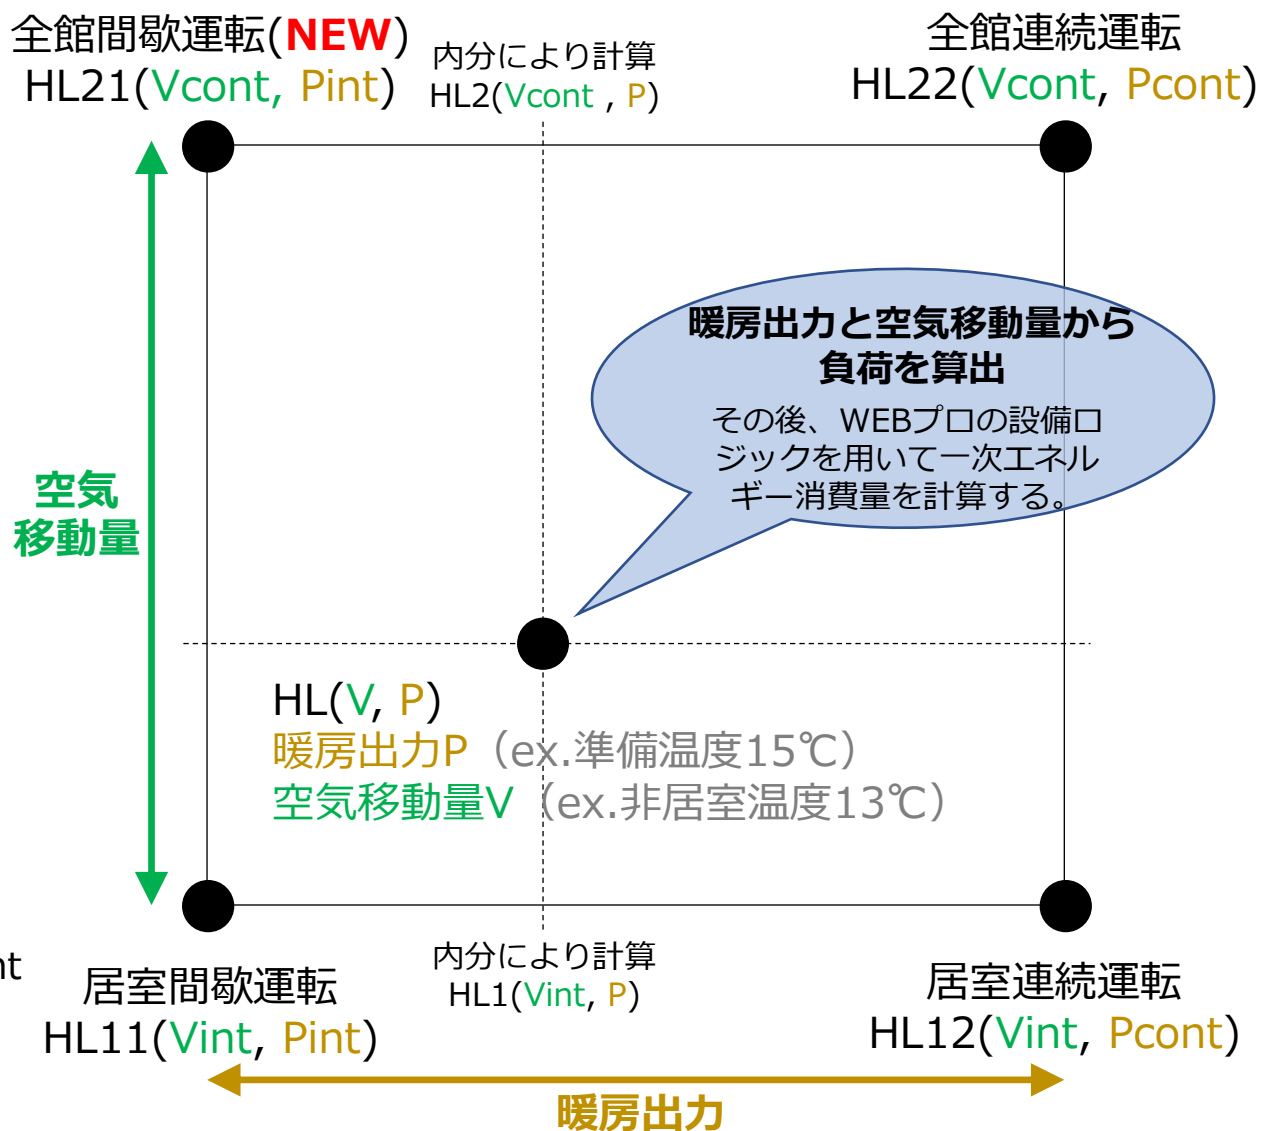 全館間歇運転(NEW)
HL21(Vcont, Pint)
内分により計算
HL2(Vcont , P)
全館連続運転
HL22(Vcont, Pcont)
暖房出力と空気移動量から
負荷を算出
その後、WEBプロの設備ロ
ジックを用いて一次エネル
ギー消費量を計算する。
空気
移動量
HL(V, P)
暖房出力P（ex.準備温度15℃）
空気移動量V（ex.非居室温度13℃）
nt
居室間歇運転
HL11(Vint, Pint)
内分により計算
HL1(Vint, P)
居室連続運転
HL12(Vint, Pcont)
暖房出力